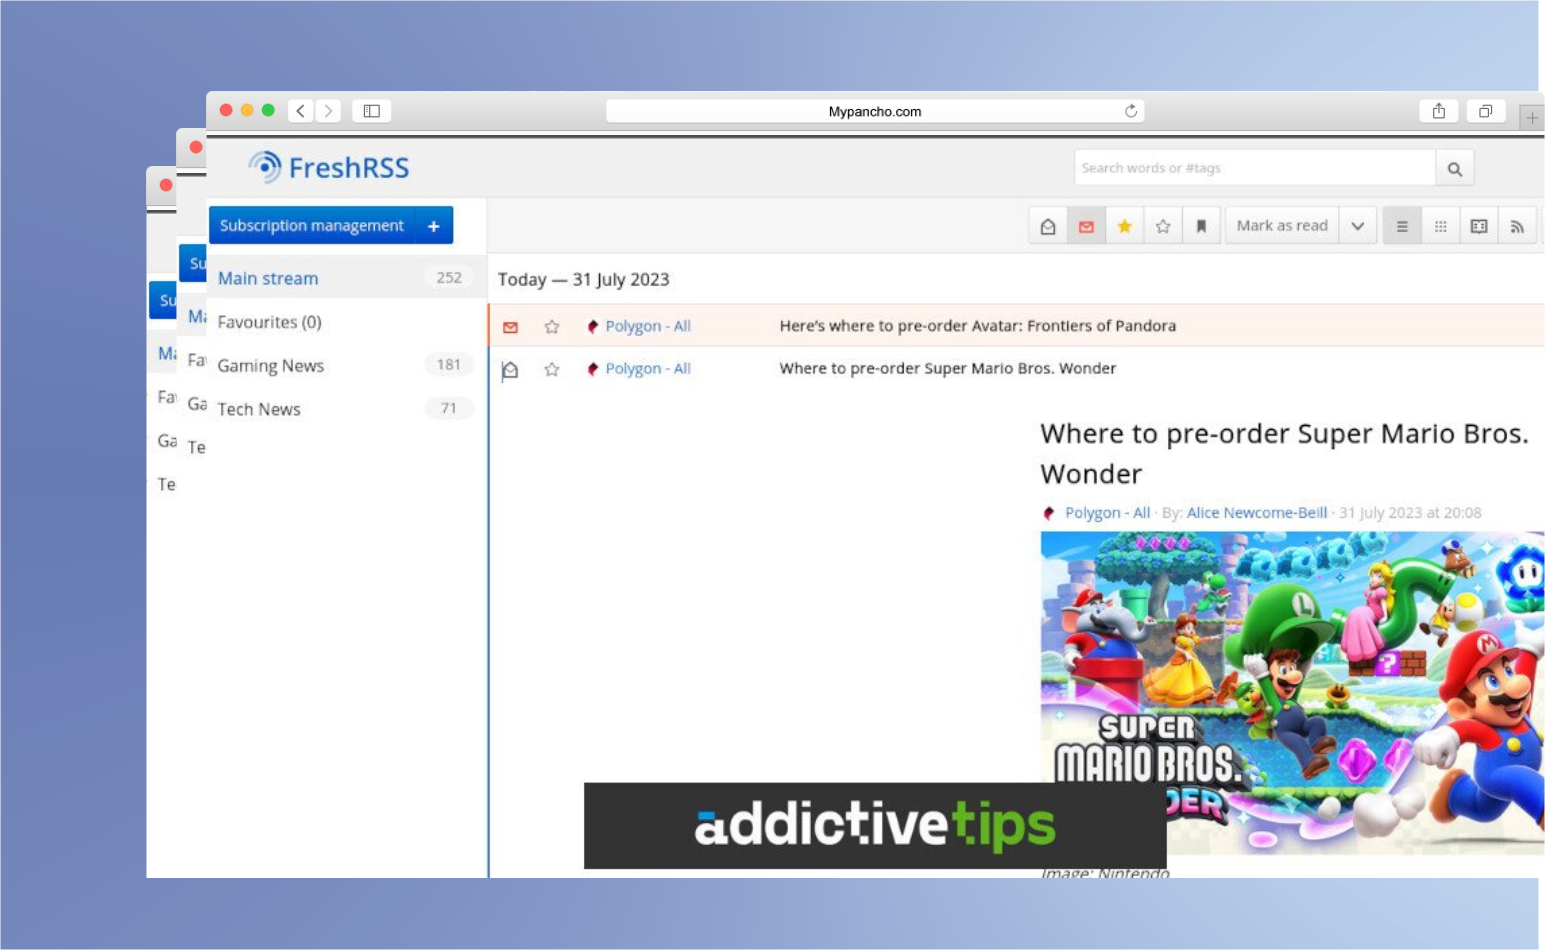 Mypancho.com
FreshRSS
Search words or #tags
Subscription management +
Mark as read
Su
Su
Main stream 252
Ma
Ma
Favourites (0)
Fa
Fa
Gaming News 181
Ga
Ga
Tech News 71
Te
Te
Today — 31 July 2023
Polygon - All Here's where to pre-order Avatar: Frontiers of Pandora
Polygon - All Where to pre-order Super Mario Bros. Wonder
Where to pre-order Super Mario Bros.
Wonder
Polygon - All · By: Alice Newcome-Beill · 31 July 2023 at 20:08
L
M
?
SUPER
MARIO BROS.
DER
addictivetips
Image: Nintendo